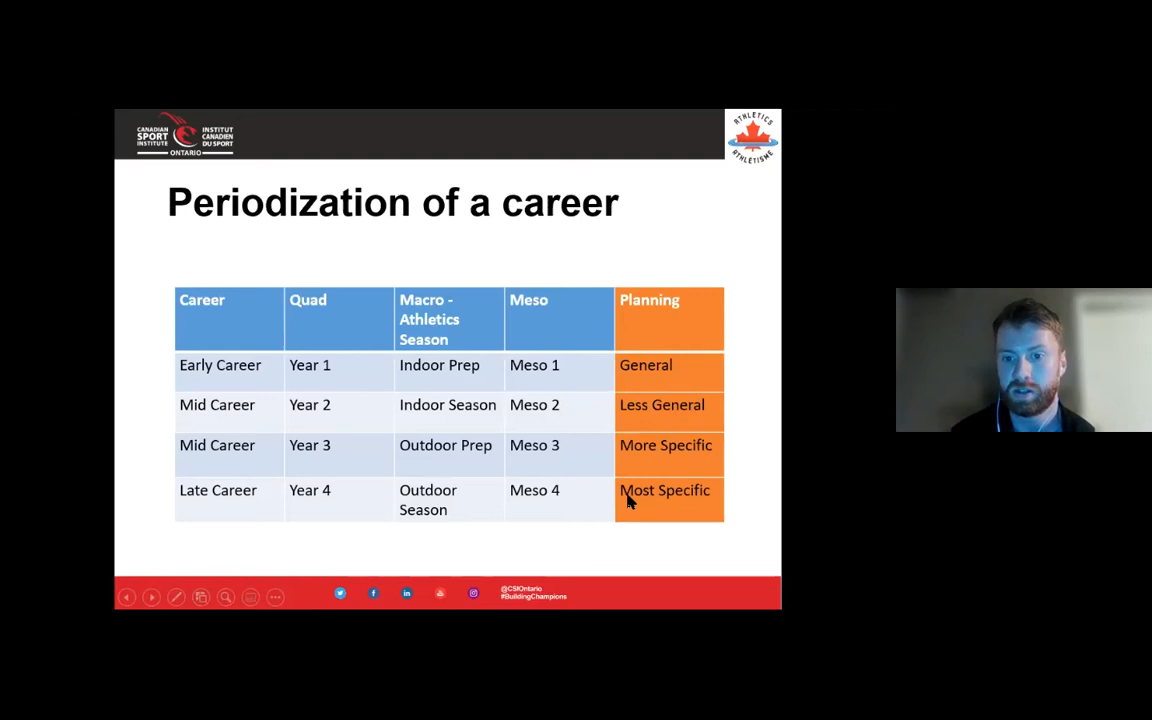 CANADIAN INSTITUT
SPORT CANADIEN
INSTITUTE DU SPORT
ONTARIO
ATHLETICS
ATHLÉTISME
Periodization of a career
Career Quad Macro - Athletics Season Meso Planning
Early Career Year 1 Indoor Prep Meso 1 General
Mid Career Year 2 Indoor Season Meso 2 Less General
Mid Career Year 3 Outdoor Prep Meso 3 More Specific
Late Career Year 4 Outdoor Season Meso 4 Most Specific
@CSIOntario
#BuildingChampions